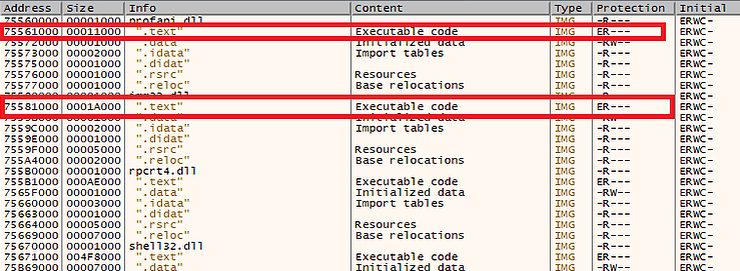 Address Size Info Content Type Protection Initial
75560000 00001000 profapi.dll IMG -R--- ERWC-
75561000 00011000 ".text" Executable code IMG ER--- ERWC-
75572000 00001000 ".data" Initialized data IMG -RW-- ERWC-
75573000 00002000 ".idata" Import tables IMG -R--- ERWC-
75575000 00001000 ".didat" IMG -R--- ERWC-
75576000 00001000 ".rsrc" Resources IMG -R--- ERWC-
75577000 00001000 ".reloc" Base relocations IMG -R--- ERWC-
75580000 00001000 imm32.dll IMG -R--- ERWC-
75581000 0001A000 ".text" Executable code IMG ER--- ERWC-
7559B000 00001000 ".data" Initialized data IMG -RW-- ERWC-
7559C000 00002000 ".idata" Import tables IMG -R--- ERWC-
7559E000 00001000 ".didat" IMG -R--- ERWC-
7559F000 00005000 ".rsrc" Resources IMG -R--- ERWC-
755A4000 00002000 ".reloc" Base relocations IMG -R--- ERWC-
755B0000 00001000 rpcrt4.dll IMG -R--- ERWC-
755B1000 000AE000 ".text" Executable code IMG ER--- ERWC-
7565F000 00001000 ".data" Initialized data IMG -RW-- ERWC-
75660000 00003000 ".idata" Import tables IMG -R--- ERWC-
75663000 00001000 ".didat" IMG -R--- ERWC-
75664000 00005000 ".rsrc" Resources IMG -R--- ERWC-
75669000 00007000 ".reloc" Base relocations IMG -R--- ERWC-
75670000 00001000 shell32.dll IMG -R--- ERWC-
75671000 004F8000 ".text" Executable code IMG ER--- ERWC-
75B69000 00007000 ".data" Initialized data IMG -RW-- ERWC-